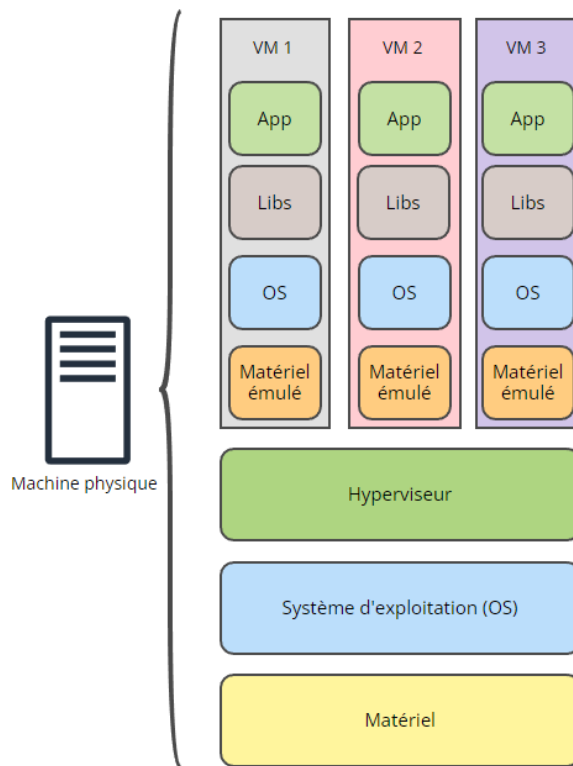 VM 1
VM 2
VM 3
App
App
App
Libs
Libs
Libs
OS
OS
OS
Matériel
émulé
Matériel
émulé
Matériel
émulé
Machine physique
Hyperviseur
Système d'exploitation (OS)
Matériel